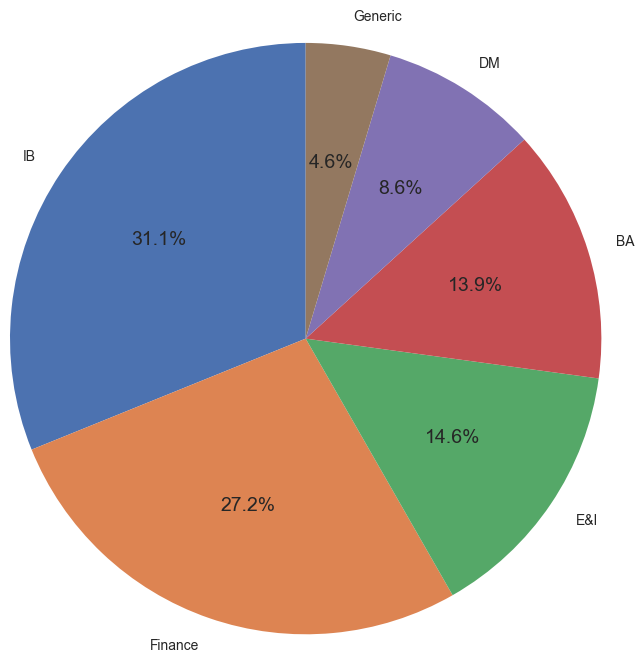 Generic
DM
IB
4.6%
8.6%
31.1%
BA
13.9%
14.6%
27.2%
E&I
Finance